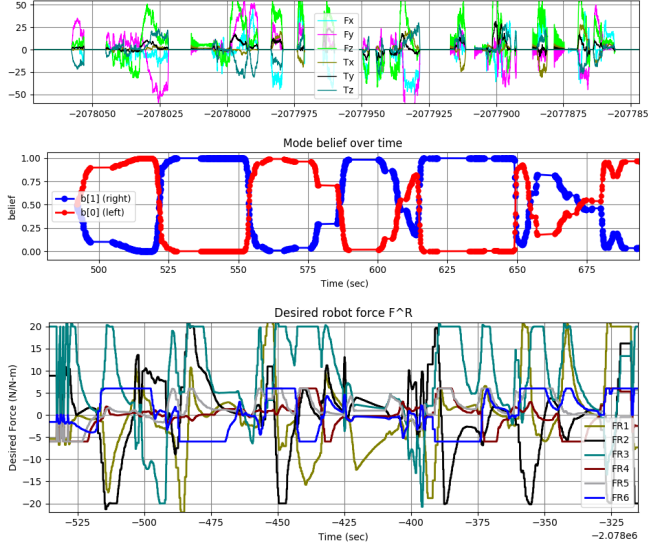 50
25
0
−25
−50
Fx
Fy
Fz
Tx
Ty
Tz
−2078050 −2078025 −2078000 −2077975 −2077950 −2077925 −2077900 −2077875 −207785
Mode belief over time
belief
1.00
0.75
0.50
0.25
0.00
b[1] (right)
b[0] (left)
500 525 550 575 600 625 650 675
Time (sec)
Desired robot force F^R
Desired Force (N/N-m)
20
15
10
5
0
−5
−10
−15
−20
FR1
FR2
FR3
FR4
FR5
FR6
−525 −500 −475 −450 −425 −400 −375 −350 −325
−2.078e6
Time (sec)